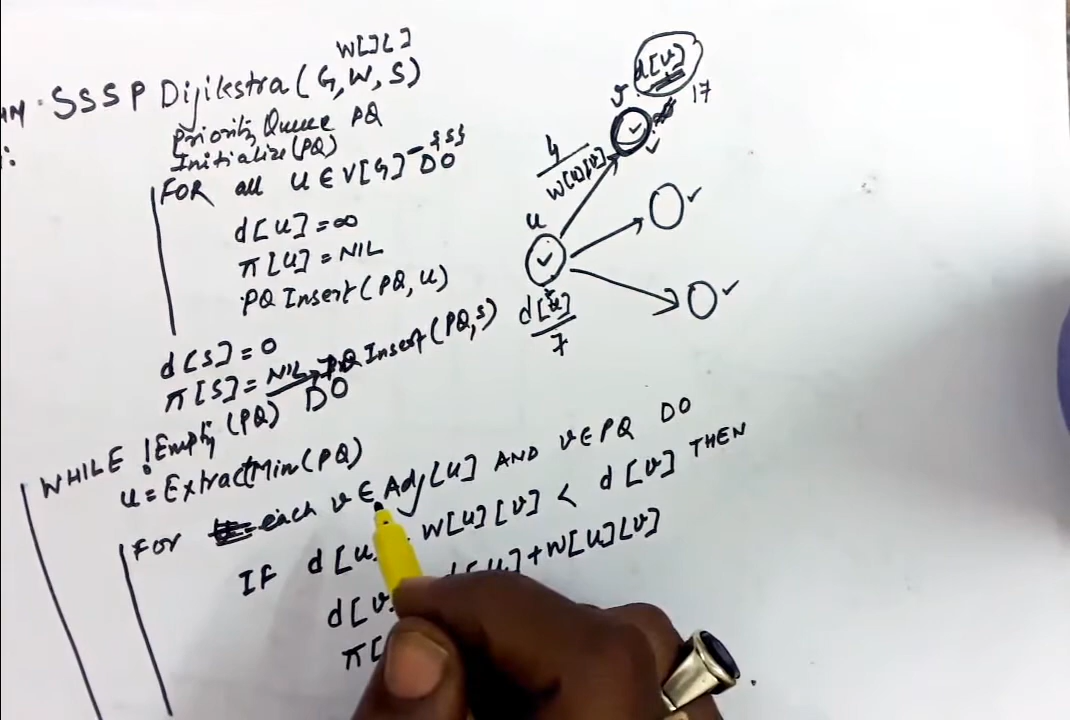 W[][]
SSSP Dijikstra(G, W, S)
Priority Queue PQ
Initialize(PQ)
FOR all u ∈ V[G] - {s} DO
d[u] = ∞
π[u] = NIL
PQ Insert(PQ, u)
d[s] = 0
π[s] = NIL, PQ Insert(PQ, s)
WHILE !Empty(PQ) DO
u = ExtractMin(PQ)
FOR each v ∈ Adj[u] AND v ∈ PQ DO
IF d[u] W[u][v] < d[v] THEN
d[v] d[u] + W[u][v]
π[
d[v]
v
∞ 17
4
W[u][v]
u
d[u]
7